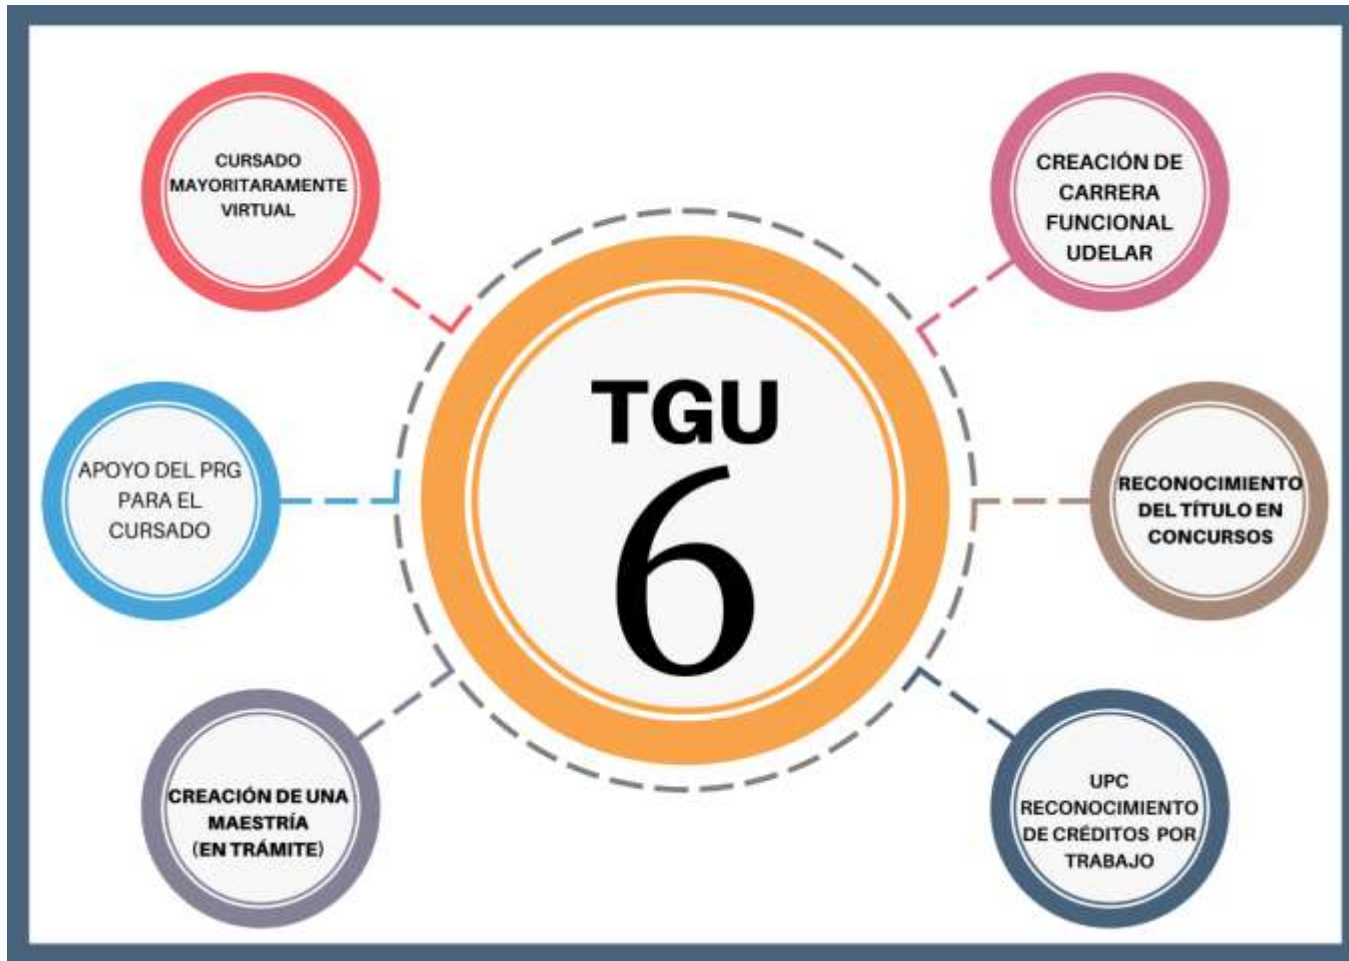 CURSADO
MAYORITARAMENTE
VIRTUAL
CREACIÓN DE
CARRERA
FUNCIONAL
UDELAR
TGU
6
APOYO DEL PRG
PARA EL
CURSADO
RECONOCIMIENTO
DEL TÍTULO EN
CONCURSOS
CREACIÓN DE UNA
MAESTRÍA
(EN TRÁMITE)
UPC
RECONOCIMIENTO
DE CRÉDITOS POR
TRABAJO